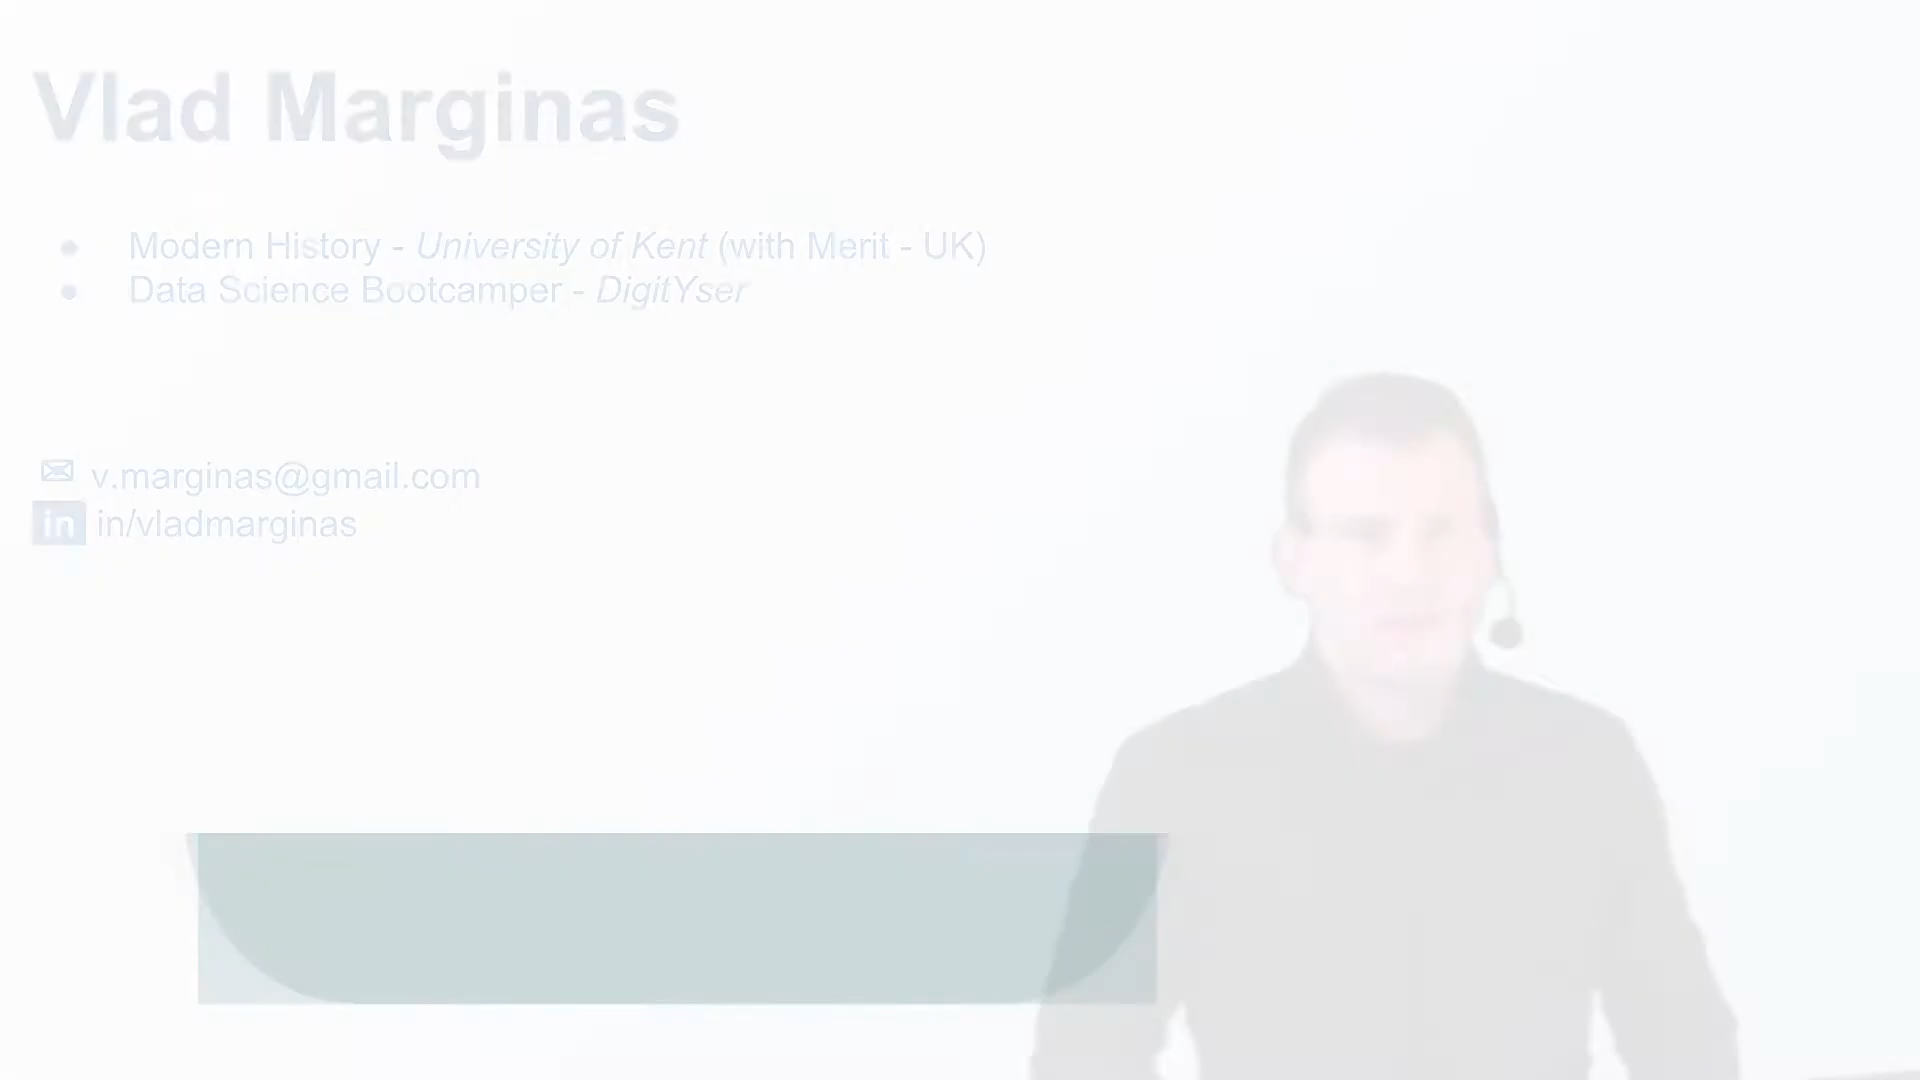 Vlad Marginas
● Modern History - University of Kent (with Merit - UK)
● Data Science Bootcamper - DigitYser
✉ v.marginas@gmail.com
in in/vladmarginas